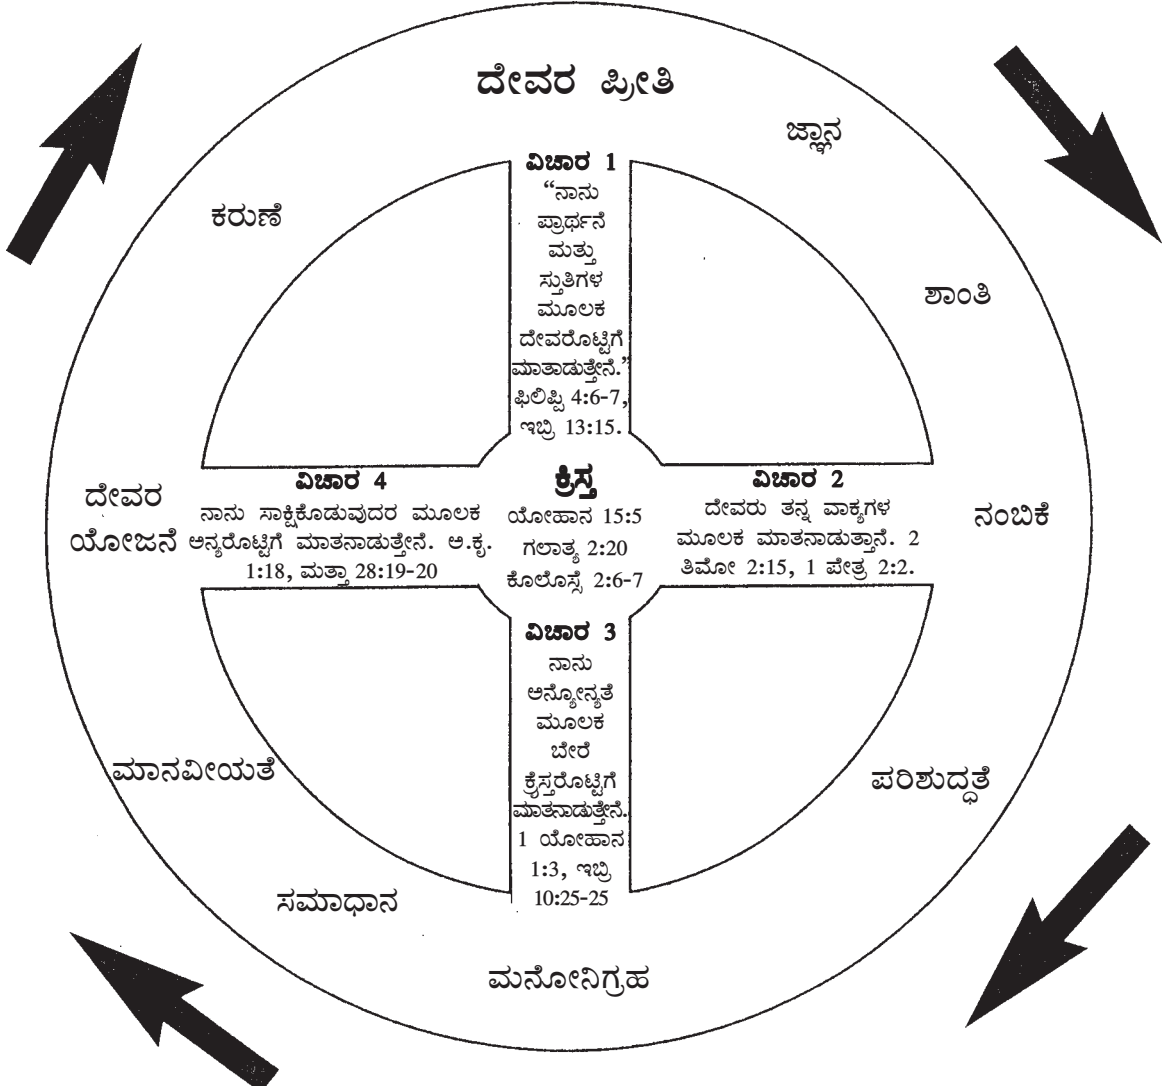 ದೇವರ ಪ್ರೀತಿ
ಜ್ಞಾನ
ಶಾಂತಿ
ನಂಬಿಕೆ
ಪರಿಶುದ್ಧತೆ
ಮನೋನಿಗ್ರಹ
ಸಮಾಧಾನ
ಮಾನವೀಯತೆ
ದೇವರ
ಯೋಜನೆ
ಕರುಣೆ
ವಿಚಾರ 1
“ನಾನು
ಪ್ರಾರ್ಥನೆ
ಮತ್ತು
ಸ್ತುತಿಗಳ
ಮೂಲಕ
ದೇವರೊಟ್ಟಿಗೆ
ಮಾತಾಡುತ್ತೇನೆ.”
ಫಿಲಿಪ್ಪಿ 4:6-7,
ಇಬ್ರಿ 13:15.
ಕ್ರಿಸ್ತ
ಯೋಹಾನ 15:5
ಗಲಾತ್ಯ 2:20
ಕೊಲೊಸ್ಸೆ 2:6-7
ವಿಚಾರ 2
ದೇವರು ತನ್ನ ವಾಕ್ಯಗಳ
ಮೂಲಕ ಮಾತನಾಡುತ್ತಾನೆ. 2
ತಿಮೋ 2:15, 1 ಪೇತ್ರ 2:2.
ವಿಚಾರ 3
ನಾನು
ಅನ್ಯೋನ್ಯತೆ
ಮೂಲಕ
ಬೇರೆ
ಕ್ರೈಸ್ತರೊಟ್ಟಿಗೆ
ಮಾತನಾಡುತ್ತೇನೆ.
1 ಯೋಹಾನ
1:3, ಇಬ್ರಿ
10:25-25
ವಿಚಾರ 4
ನಾನು ಸಾಕ್ಷಿಕೊಡುವುದರ ಮೂಲಕ
ಅನ್ಯರೊಟ್ಟಿಗೆ ಮಾತನಾಡುತ್ತೇನೆ. ಅ.ಕೃ.
1:18, ಮತ್ತಾ 28:19-20